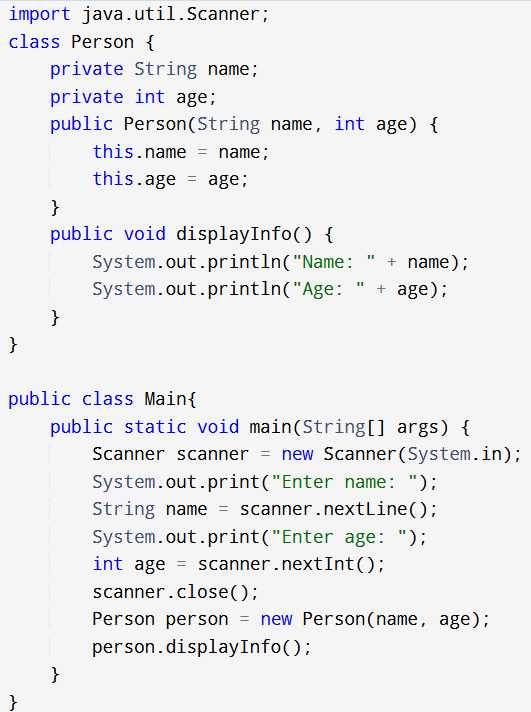 import java.util.Scanner;
class Person {
    private String name;
    private int age;
    public Person(String name, int age) {
        this.name = name;
        this.age = age;
    }
    public void displayInfo() {
        System.out.println("Name: " + name);
        System.out.println("Age: " + age);
    }
}

public class Main{
    public static void main(String[] args) {
        Scanner scanner = new Scanner(System.in);
        System.out.print("Enter name: ");
        String name = scanner.nextLine();
        System.out.print("Enter age: ");
        int age = scanner.nextInt();
        scanner.close();
        Person person = new Person(name, age);
        person.displayInfo();
    }
}